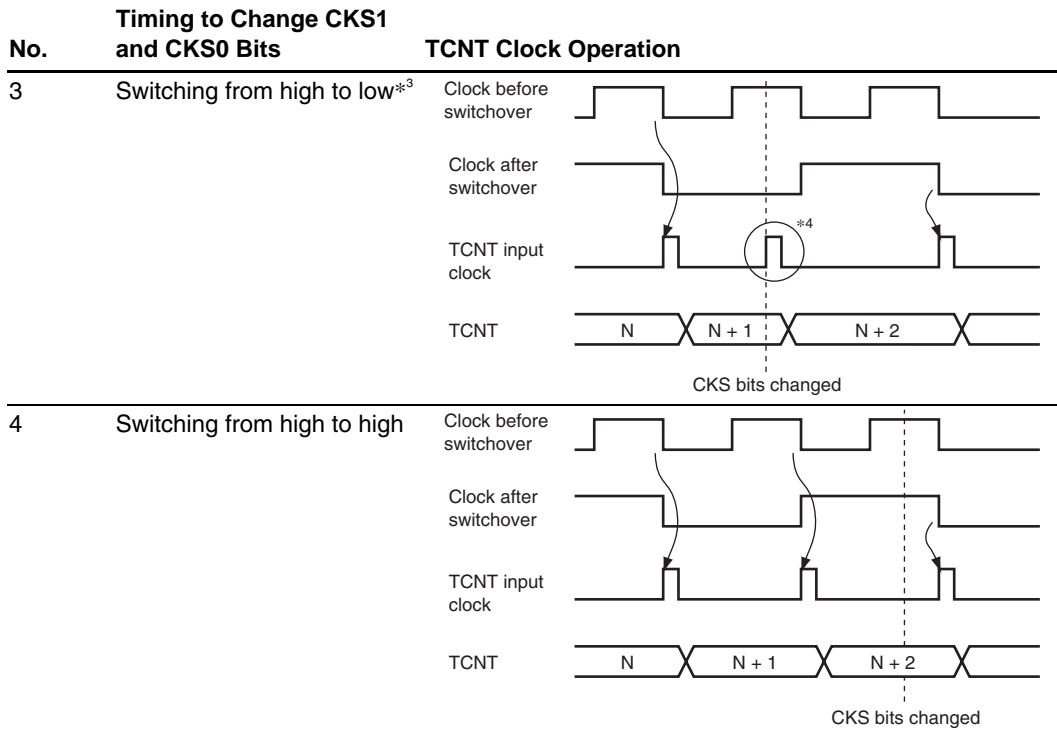 No. Timing to Change CKS1 and CKS0 Bits TCNT Clock Operation
3 Switching from high to low*3
Clock before
switchover
Clock after
switchover
*4
TCNT input
clock
TCNT N N + 1 N + 2
CKS bits changed
4 Switching from high to high
Clock before
switchover
Clock after
switchover
TCNT input
clock
TCNT N N + 1 N + 2
CKS bits changed